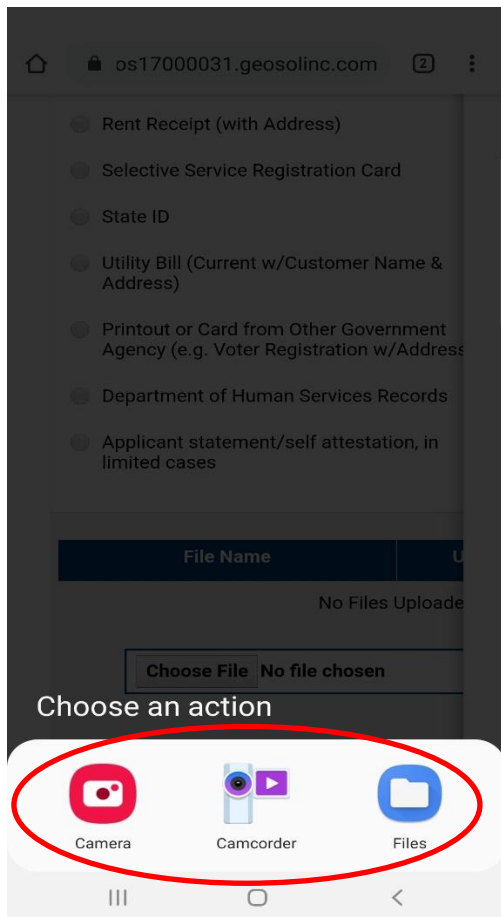 os17000031.geosolinc.com
2
Rent Receipt (with Address)
Selective Service Registration Card
State ID
Utility Bill (Current w/Customer Name &
Address)
Printout or Card from Other Government
Agency (e.g. Voter Registration w/Address
Department of Human Services Records
Applicant statement/self attestation, in
limited cases
File Name
U
No Files Uploade
Choose File No file chosen
Choose an action
Camera Camcorder Files